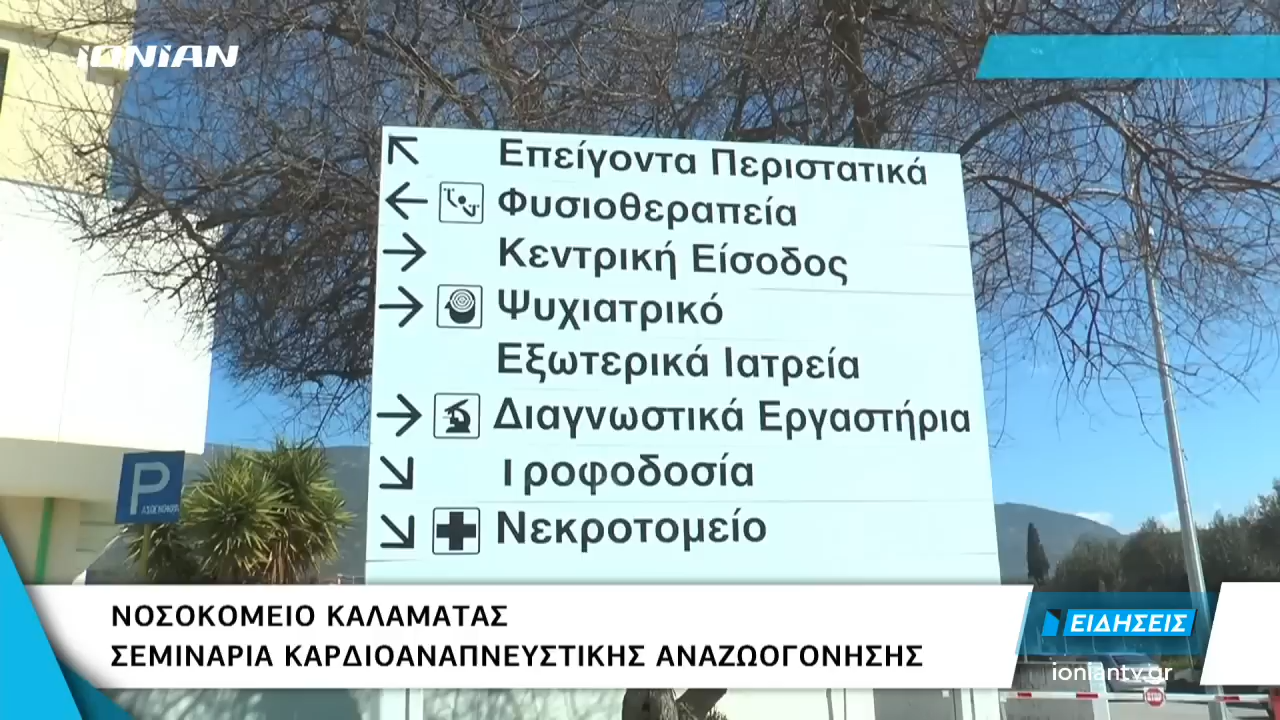 IONIAN
Επείγοντα Περιστατικά
Φυσιοθεραπεία
Κεντρική Είσοδος
Ψυχιατρικό
Εξωτερικά Ιατρεία
Διαγνωστικά Εργαστήρια
Τροφοδοσία
Νεκροτομείο
P
ΝΟΣΟΚΟΜΕΙΟ ΚΑΛΑΜΑΤΑΣ
ΣΕΜΙΝΑΡΙΑ ΚΑΡΔΙΟΑΝΑΠΝΕΥΣΤΙΚΗΣ ΑΝΑΖΩΟΓΟΝΗΣΗΣ
ΕΙΔΗΣΕΙΣ
ioniantv.gr